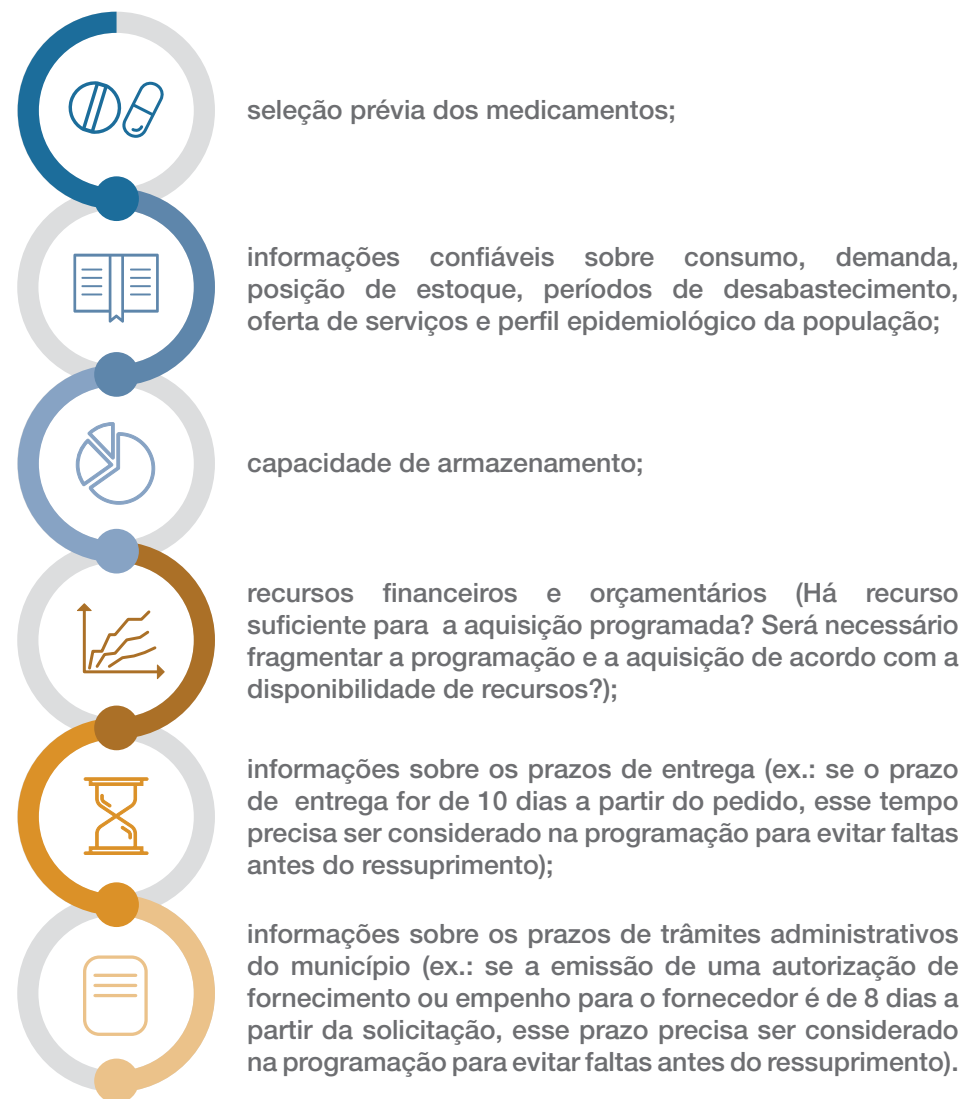 seleção prévia dos medicamentos;
informações confiáveis sobre consumo, demanda,
posição de estoque, períodos de desabastecimento,
oferta de serviços e perfil epidemiológico da população;
capacidade de armazenamento;
recursos financeiros e orçamentários (Há recurso
suficiente para a aquisição programada? Será necessário
fragmentar a programação e a aquisição de acordo com a
disponibilidade de recursos?);
informações sobre os prazos de entrega (ex.: se o prazo
de entrega for de 10 dias a partir do pedido, esse tempo
precisa ser considerado na programação para evitar faltas
antes do ressuprimento);
informações sobre os prazos de trâmites administrativos
do município (ex.: se a emissão de uma autorização de
fornecimento ou empenho para o fornecedor é de 8 dias a
partir da solicitação, esse prazo precisa ser considerado
na programação para evitar faltas antes do ressuprimento).